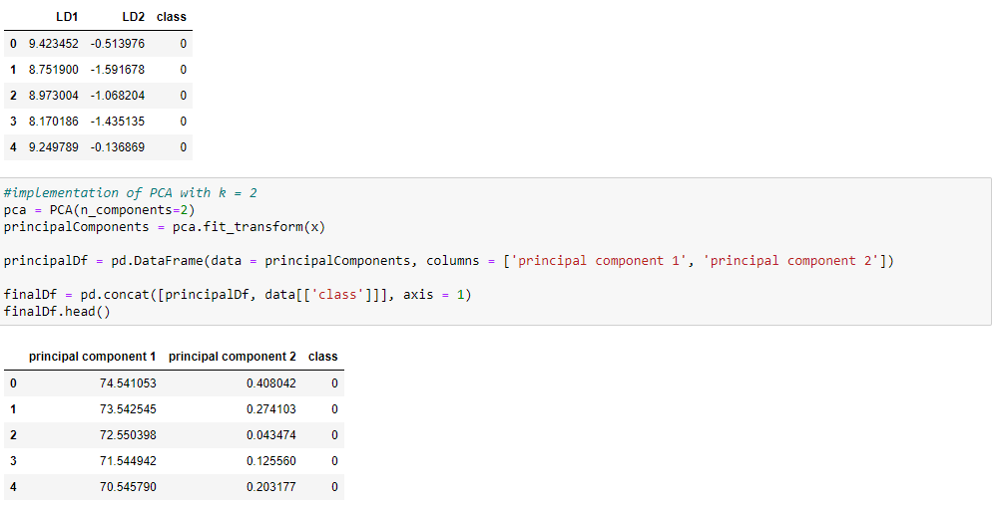 LD1 LD2 class
0 9.423452 -0.513976 0
1 8.751900 -1.591678 0
2 8.973004 -1.068204 0
3 8.170186 -1.435135 0
4 9.249789 -0.136869 0
#implementation of PCA with k = 2
pca = PCA(n_components=2)
principalComponents = pca.fit_transform(x)
principalDf = pd.DataFrame(data = principalComponents, columns = ['principal component 1', 'principal component 2'])
finalDf = pd.concat([principalDf, data[['class']]], axis = 1)
finalDf.head()
principal component 1 principal component 2 class
0 74.541053 0.408042 0
1 73.542545 0.274103 0
2 72.550398 0.043474 0
3 71.544942 0.125560 0
4 70.545790 0.203177 0